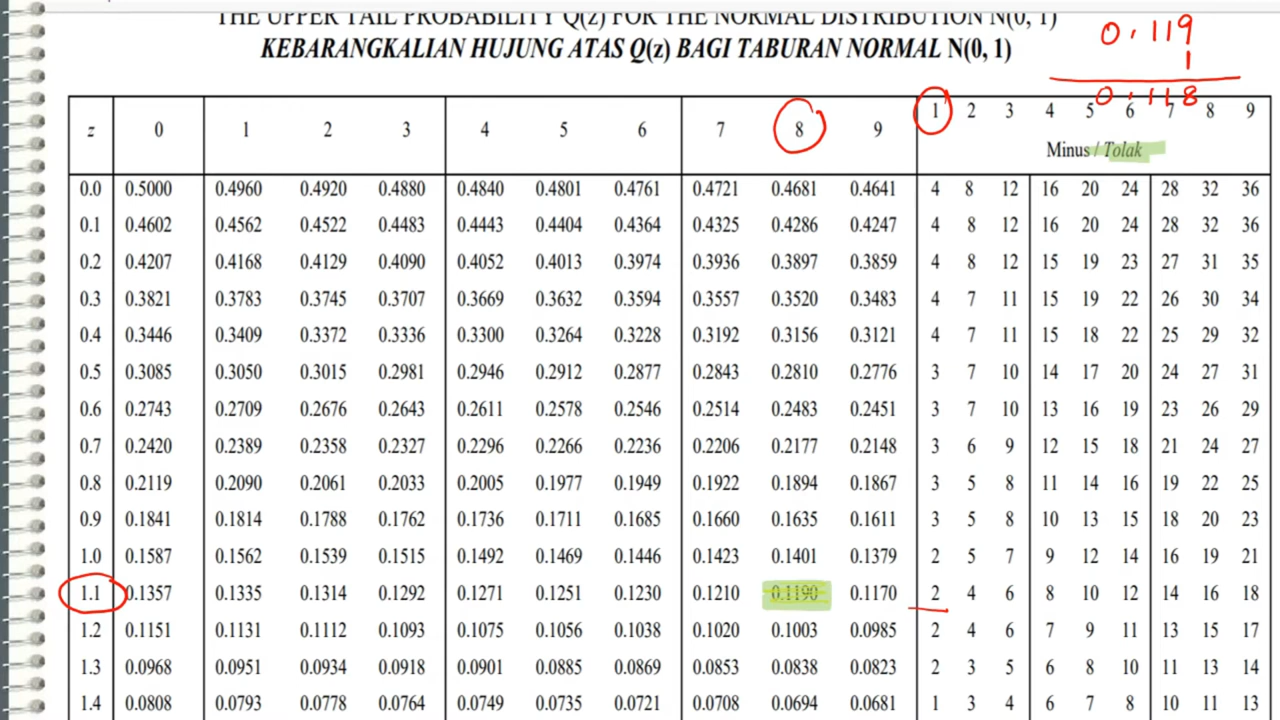 THE UPPER TAIL PROBABILITY Q(z) FOR THE NORMAL DISTRIBUTION N(0, 1)
KEBARANGKALIAN HUJUNG ATAS Q(z) BAGI TABURAN NORMAL N(0, 1)
0.119
1
0.118
z 0 1 2 3 4 5 6 7 8 9 1 2 3 4 5 6 7 8 9
Minus / Tolak
0.0 0.5000 0.4960 0.4920 0.4880 0.4840 0.4801 0.4761 0.4721 0.4681 0.4641 4 8 12 16 20 24 28 32 36
0.1 0.4602 0.4562 0.4522 0.4483 0.4443 0.4404 0.4364 0.4325 0.4286 0.4247 4 8 12 16 20 24 28 32 36
0.2 0.4207 0.4168 0.4129 0.4090 0.4052 0.4013 0.3974 0.3936 0.3897 0.3859 4 8 12 15 19 23 27 31 35
0.3 0.3821 0.3783 0.3745 0.3707 0.3669 0.3632 0.3594 0.3557 0.3520 0.3483 4 7 11 15 19 22 26 30 34
0.4 0.3446 0.3409 0.3372 0.3336 0.3300 0.3264 0.3228 0.3192 0.3156 0.3121 4 7 11 15 18 22 25 29 32
0.5 0.3085 0.3050 0.3015 0.2981 0.2946 0.2912 0.2877 0.2843 0.2810 0.2776 3 7 10 14 17 20 24 27 31
0.6 0.2743 0.2709 0.2676 0.2643 0.2611 0.2578 0.2546 0.2514 0.2483 0.2451 3 7 10 13 16 19 23 26 29
0.7 0.2420 0.2389 0.2358 0.2327 0.2296 0.2266 0.2236 0.2206 0.2177 0.2148 3 6 9 12 15 18 21 24 27
0.8 0.2119 0.2090 0.2061 0.2033 0.2005 0.1977 0.1949 0.1922 0.1894 0.1867 3 5 8 11 14 16 19 22 25
0.9 0.1841 0.1814 0.1788 0.1762 0.1736 0.1711 0.1685 0.1660 0.1635 0.1611 3 5 8 10 13 15 18 20 23
1.0 0.1587 0.1562 0.1539 0.1515 0.1492 0.1469 0.1446 0.1423 0.1401 0.1379 2 5 7 9 12 14 16 19 21
1.1 0.1357 0.1335 0.1314 0.1292 0.1271 0.1251 0.1230 0.1210 0.1190 0.1170 2 4 6 8 10 12 14 16 18
1.2 0.1151 0.1131 0.1112 0.1093 0.1075 0.1056 0.1038 0.1020 0.1003 0.0985 2 4 6 7 9 11 13 15 17
1.3 0.0968 0.0951 0.0934 0.0918 0.0901 0.0885 0.0869 0.0853 0.0838 0.0823 2 3 5 6 8 10 11 13 14
1.4 0.0808 0.0793 0.0778 0.0764 0.0749 0.0735 0.0721 0.0708 0.0694 0.0681 1 3 4 6 7 8 10 11 13